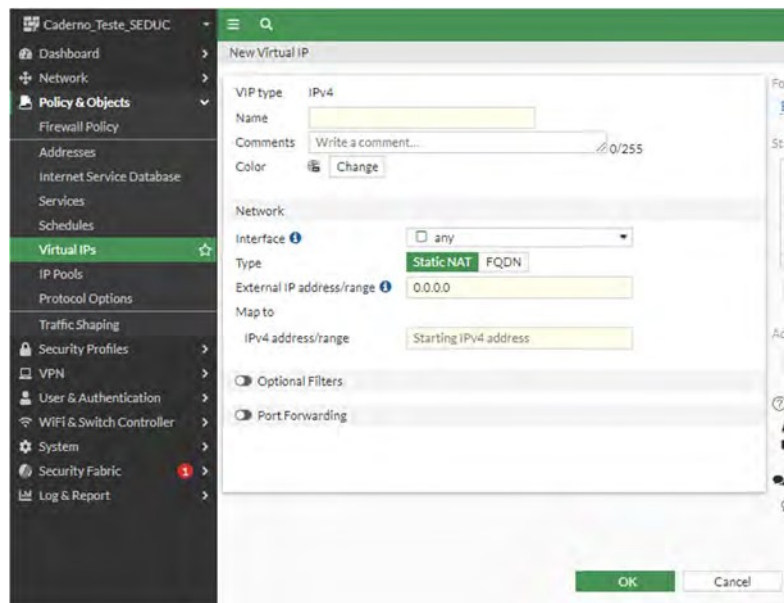 Caderno_Teste_SEDUC
Dashboard
Network
Policy & Objects
Firewall Policy
Addresses
Internet Service Database
Services
Schedules
Virtual IPs
IP Pools
Protocol Options
Traffic Shaping
Security Profiles
VPN
User & Authentication
WiFi & Switch Controller
System
Security Fabric 1
Log & Report
New Virtual IP
VIP type IPv4
Name
Comments Write a comment... 0/255
Color Change
Network
Interface any
Type Static NAT FQDN
External IP address/range 0.0.0.0
Map to
IPv4 address/range Starting IPv4 address
Optional Filters
Port Forwarding
OK Cancel